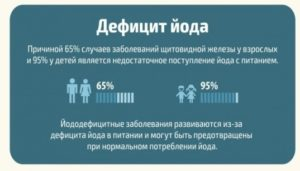 Дефицит йода
Причиной 65% случаев заболеваний щитовидной железы у взрослых
и 95% у детей является недостаточное поступление йода с питанием.
65% 95%
Йододефицитные заболевания развиваются из-за
дефицита йода в питании и могут быть предотвращены
при нормальном потреблении йода.